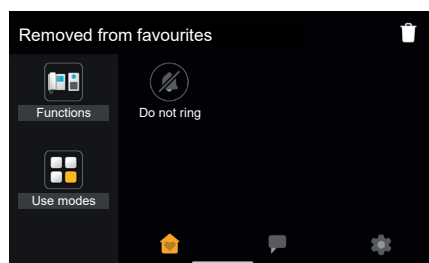 Removed from favourites
Functions
Do not ring
Use modes